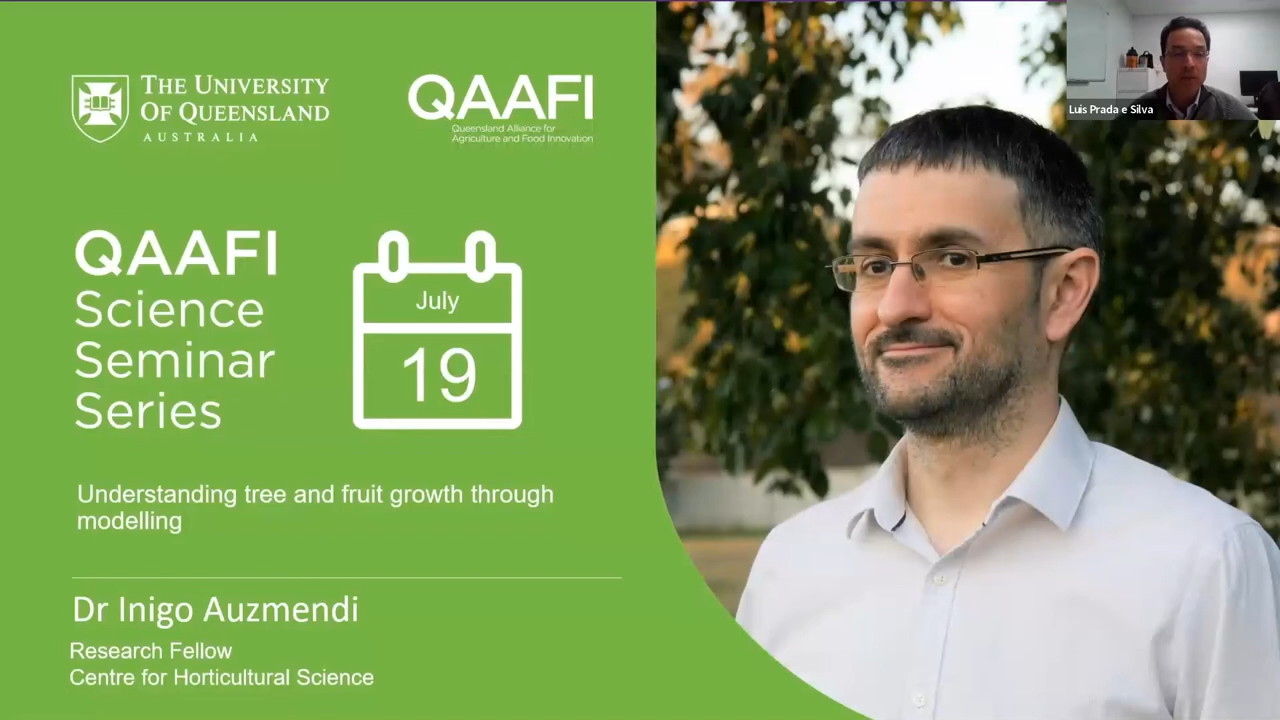 THE UNIVERSITY
OF QUEENSLAND
AUSTRALIA
QAAFI
Queensland Alliance for
Agriculture and Food Innovation
QAAFI
Science
Seminar
Series
July
19
Understanding tree and fruit growth through
modelling
Dr Inigo Auzmendi
Research Fellow
Centre for Horticultural Science
Luis Prada e Silva